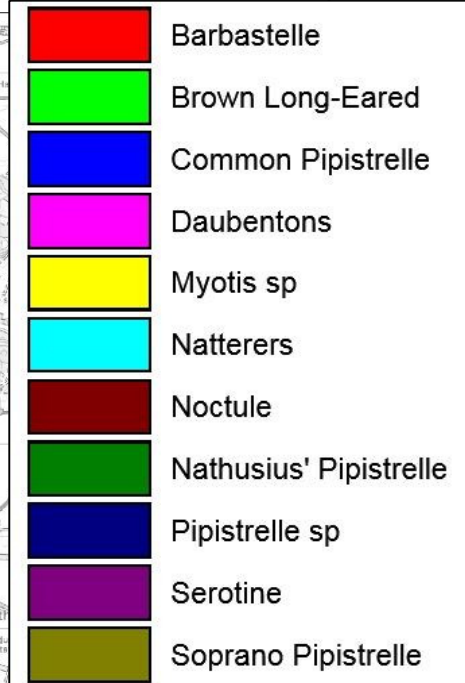 Barbastelle
Brown Long-Eared
Common Pipistrelle
Daubentons
Myotis sp
Natterers
Noctule
Nathusius' Pipistrelle
Pipistrelle sp
Serotine
Soprano Pipistrelle